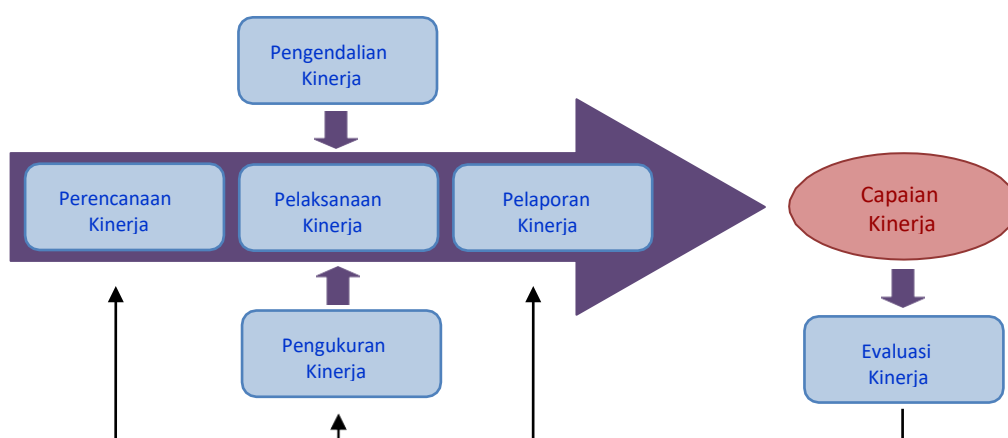 Pengendalian
Kinerja
Perencanaan
Kinerja
Pelaksanaan
Kinerja
Pelaporan
Kinerja
Capaian
Kinerja
Pengukuran
Kinerja
Evaluasi
Kinerja